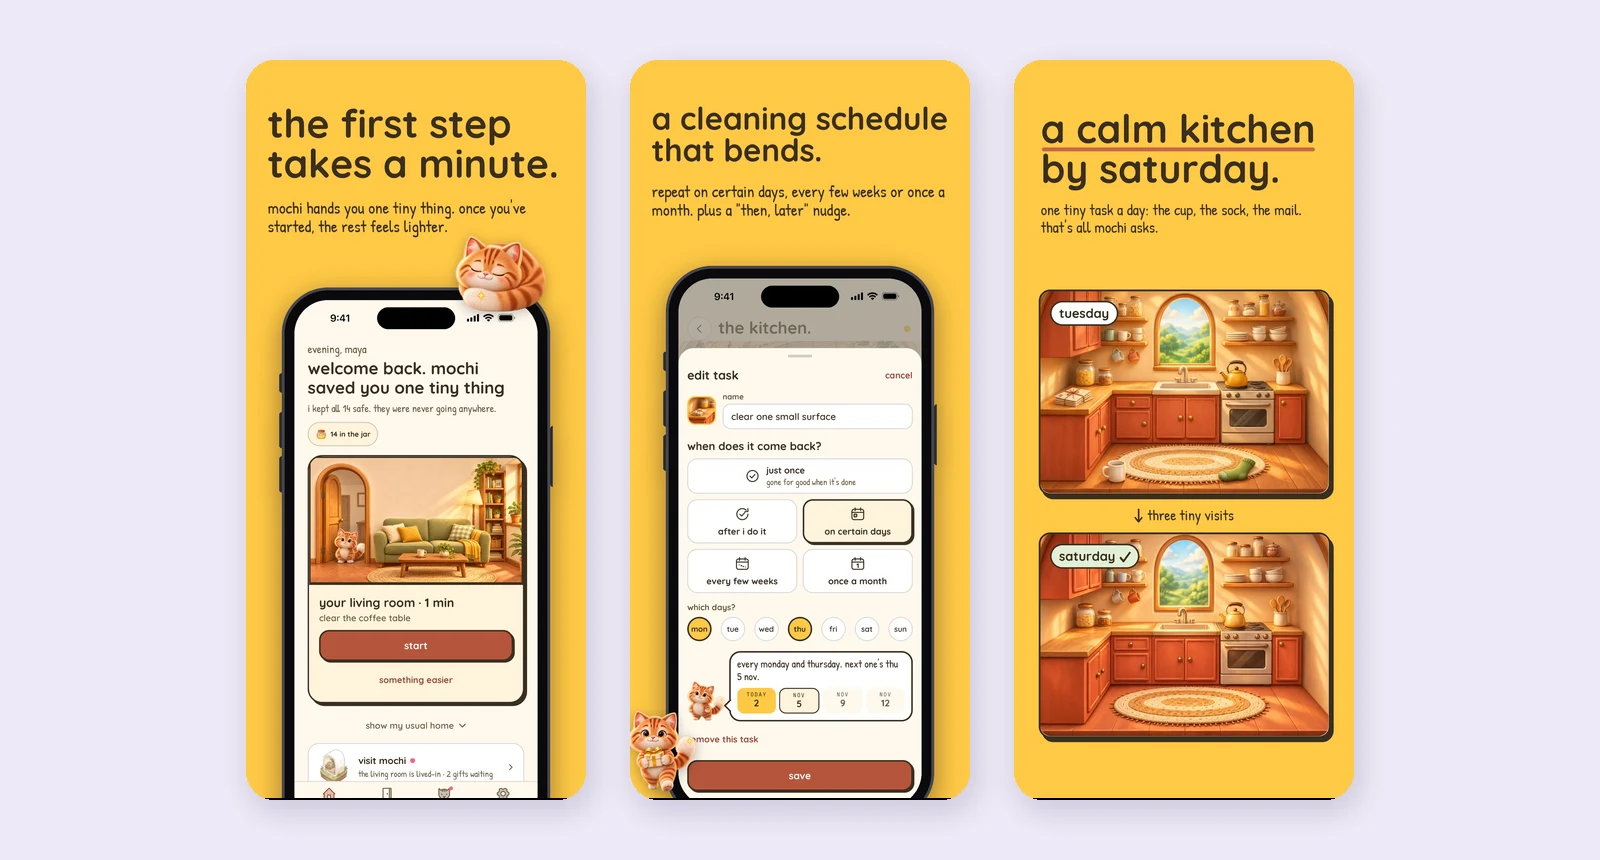 the first step
takes a minute.
mochi hands you one tiny thing. once you've
started, the rest feels lighter.
9:41
evening, maya
welcome back. mochi
saved you one tiny thing
i kept all 14 safe. they were never going anywhere.
14 in the jar
your living room · 1 min
clear the coffee table
start
something easier
show my usual home
visit mochi
the living room is lived-in · 2 gifts waiting
a cleaning schedule
that bends.
repeat on certain days, every few weeks or once a
month. plus a "then, later" nudge.
9:41
the kitchen.
edit task
cancel
name
clear one small surface
when does it come back?
just once
gone for good when it's done
after i do it
on certain days
every few weeks
once a month
which days?
mon tue wed thu fri sat sun
every monday and thursday. next one's thu
5 nov.
TODAY NOV NOV NOV
2 5 9 12
emove this task
save
a calm kitchen
by saturday.
one tiny task a day: the cup, the sock, the mail.
that's all mochi asks.
tuesday
↓ three tiny visits
saturday ✓